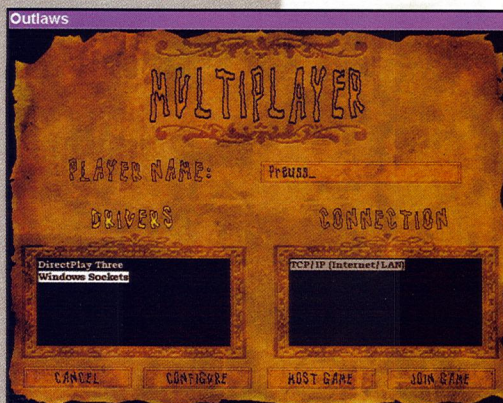 Outlaws
MULTIPLAYER
PLAYER NAME: Preuss_
DRIVERS CONNECTION
DirectPlay Three
Windows Sockets
TCP/IP (Internet/LAN)
CANCEL CONFIGURE HOST GAME JOIN GAME